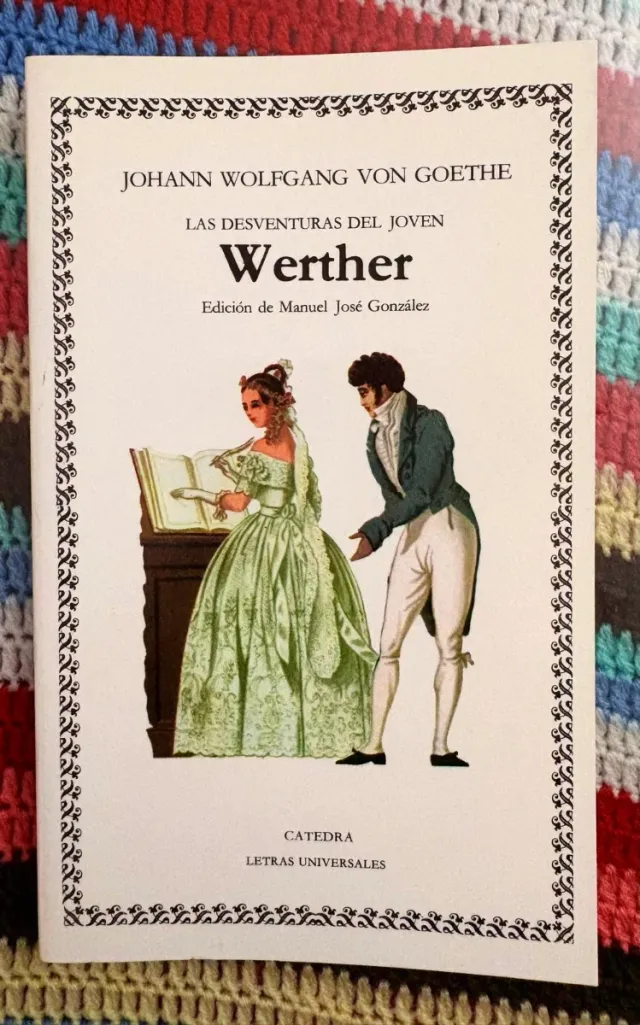 JOHANN WOLFGANG VON GOETHE
LAS DESVENTURAS DEL JOVEN
Werther
Edición de Manuel José González
CATEDRA
LETRAS UNIVERSALES